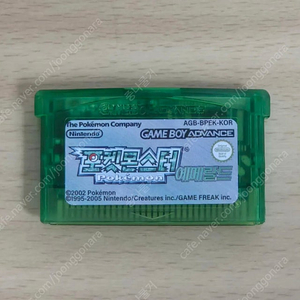 The Pokémon Company
AGB-BPEK-KOR
Nintendo
GAME BOY ADVANCE
포켓몬스터
Pokémon
에메랄드
©2002 Pokémon
©1995-2005 Nintendo/Creatures inc./GAME FREAK inc.